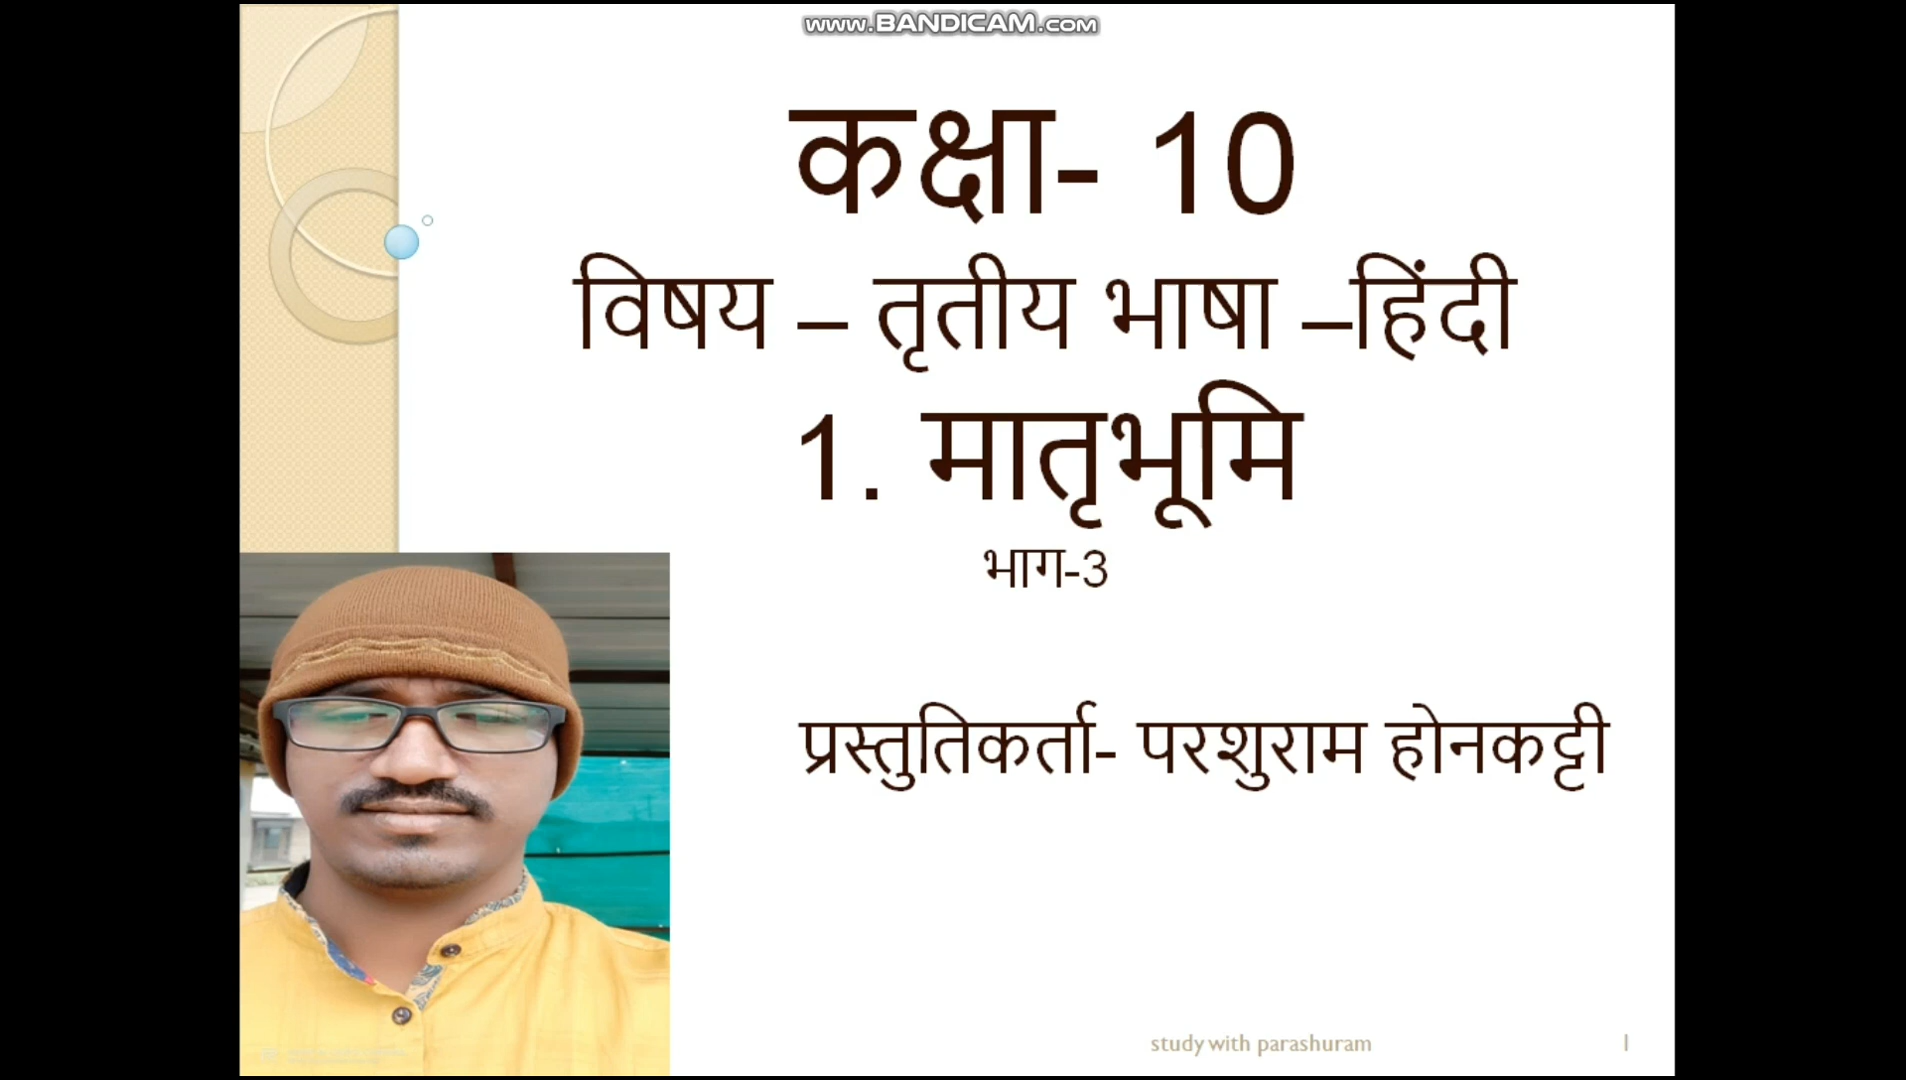 www.BANDICAM.com
कक्षा- 10
विषय – तृतीय भाषा –हिंदी
1. मातृभूमि
भाग-3
प्रस्तुतिकर्ता- परशुराम होनकट्टी
study with parashuram 1